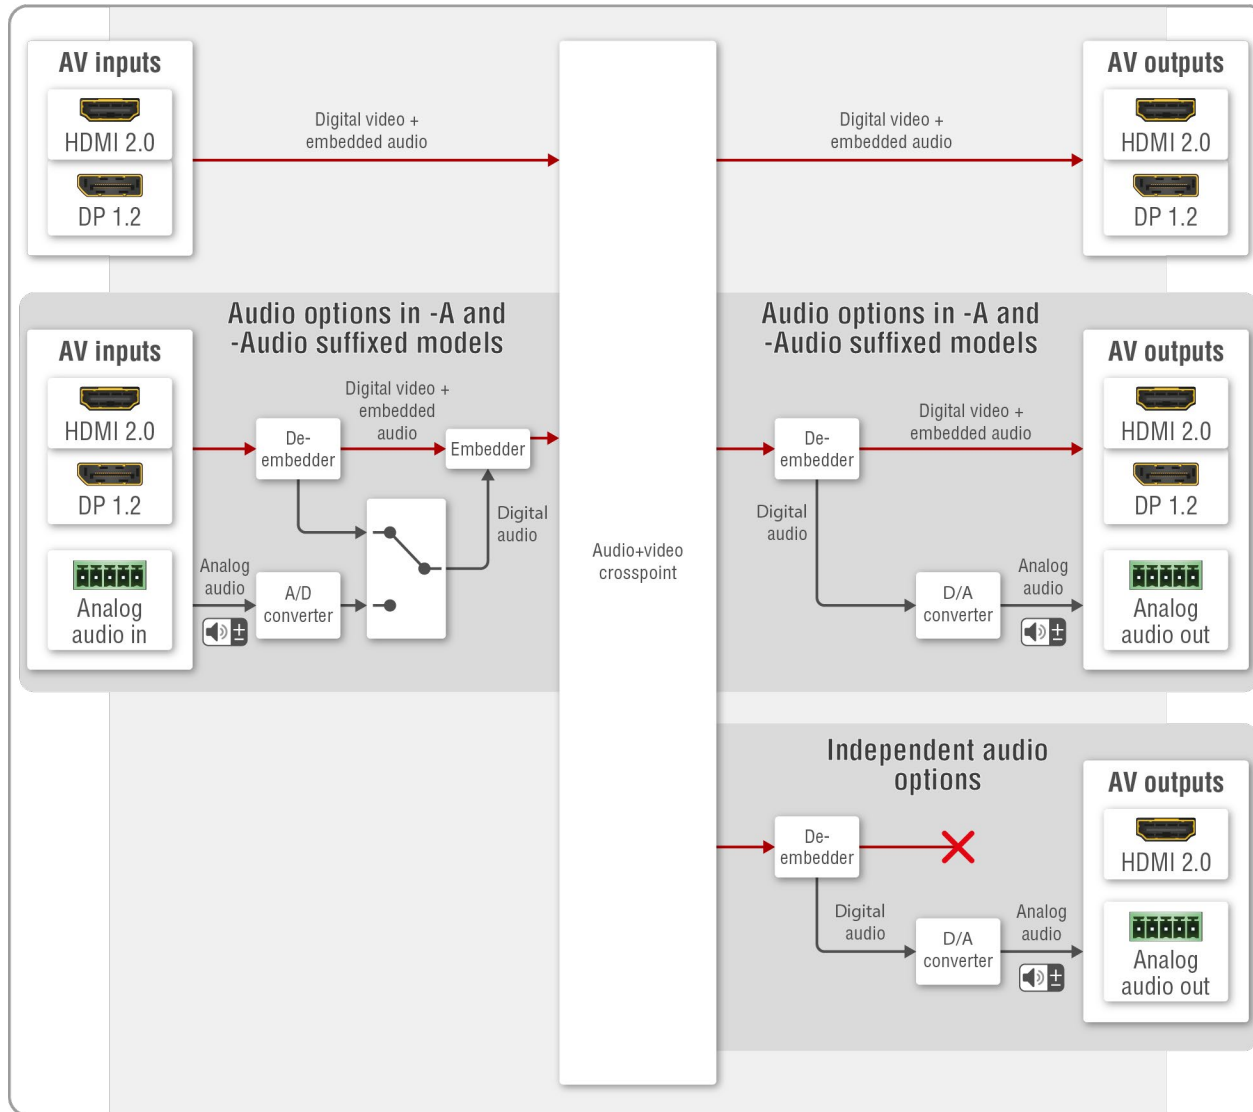 AV inputs
HDMI 2.0
DP 1.2
Digital video +
embedded audio
Digital video +
embedded audio
AV outputs
HDMI 2.0
DP 1.2
Audio options in -A and
-Audio suffixed models
AV inputs
HDMI 2.0
DP 1.2
Analog
audio in
De-
embedder
Digital video +
embedded
audio
Embedder
Digital
audio
Analog
audio
A/D
converter
Audio+video
crosspoint
Audio options in -A and
-Audio suffixed models
De-
embedder
Digital video +
embedded audio
Digital
audio
D/A
converter
Analog
audio
AV outputs
HDMI 2.0
DP 1.2
Analog
audio out
Independent audio
options
De-
embedder
Digital
audio
D/A
converter
Analog
audio
AV outputs
HDMI 2.0
Analog
audio out